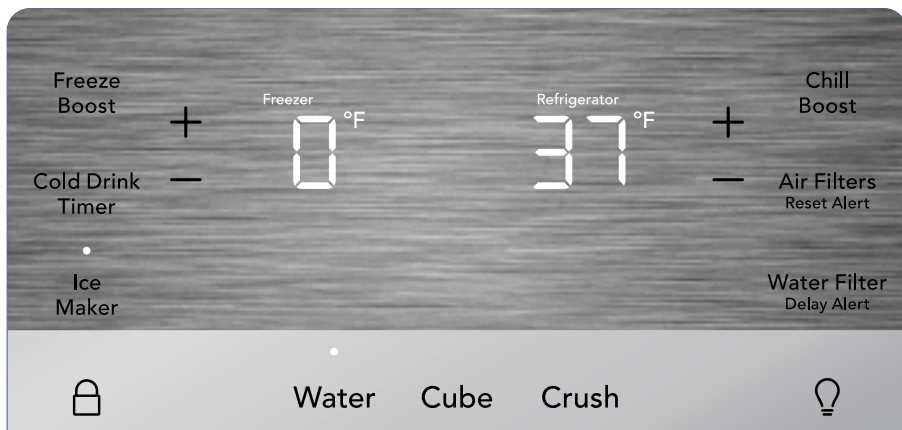 Freeze
Boost
+
Freezer
0 °F
Refrigerator
37 °F
+
Chill
Boost
Cold Drink
Timer
−
−
Air Filters
Reset Alert
Ice
Maker
Water Filter
Delay Alert
Water
Cube
Crush